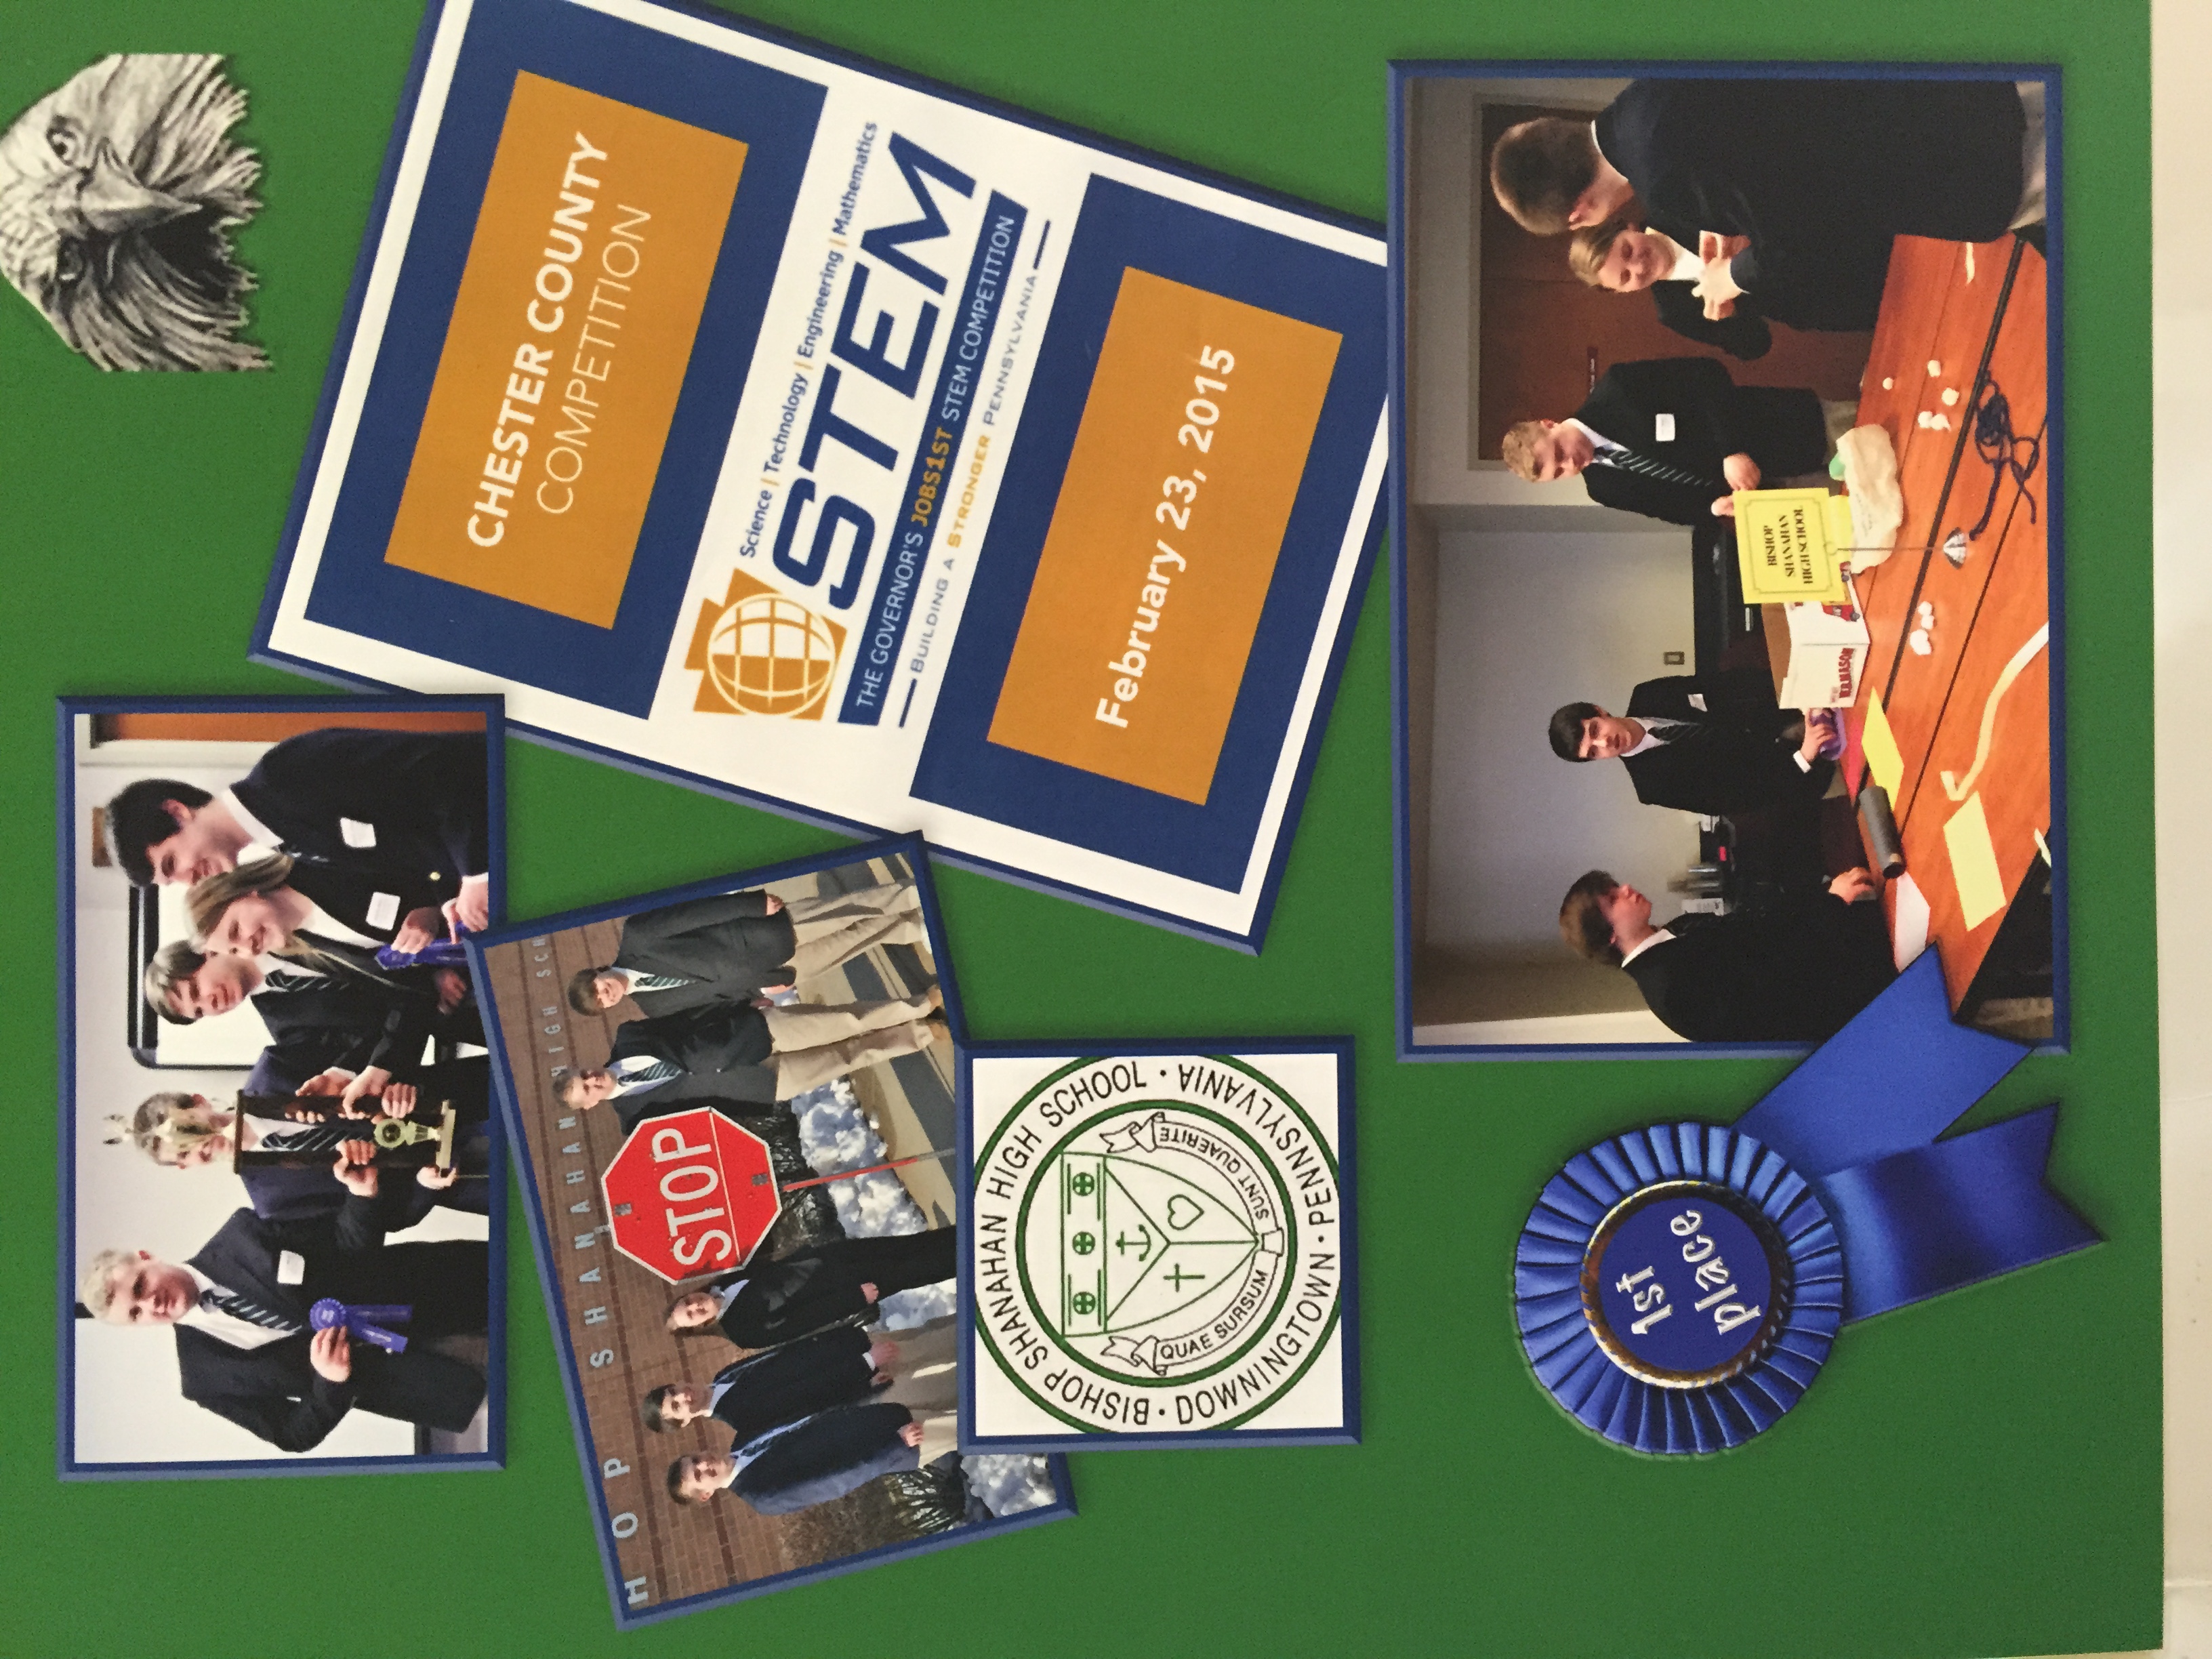 HOP SHANAHAN HIGH SCH
STOP
CHESTER COUNTY
COMPETITION
Science | Technology | Engineering | Mathematics
STEM
THE GOVERNOR'S JOBS1ST STEM COMPETITION
BUILDING A STRONGER PENNSYLVANIA
February 23, 2015
• BISHOP SHANAHAN HIGH SCHOOL •
DOWNINGTOWN • PENNSYLVANIA
QUAE SURSUM SUNT QUAERITE
1st
place
BISHOP
SHANAHAN
HIGH SCHOOL
W.B.MASON